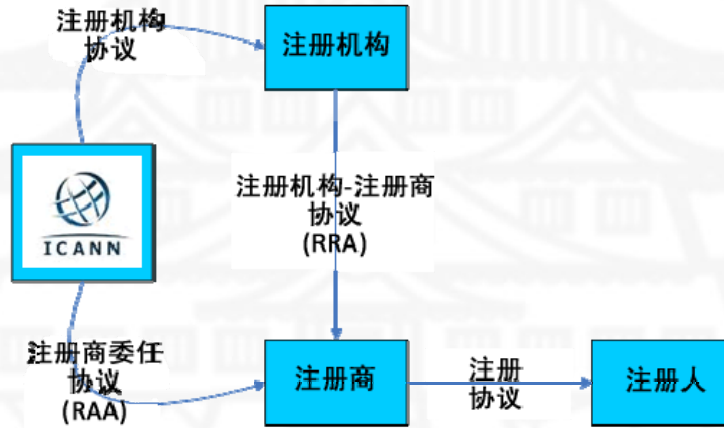 注册机构
协议
注册机构
ICANN
注册机构-注册商
协议
(RRA)
注册商委任
协议
(RAA)
注册商
注册
协议
注册人